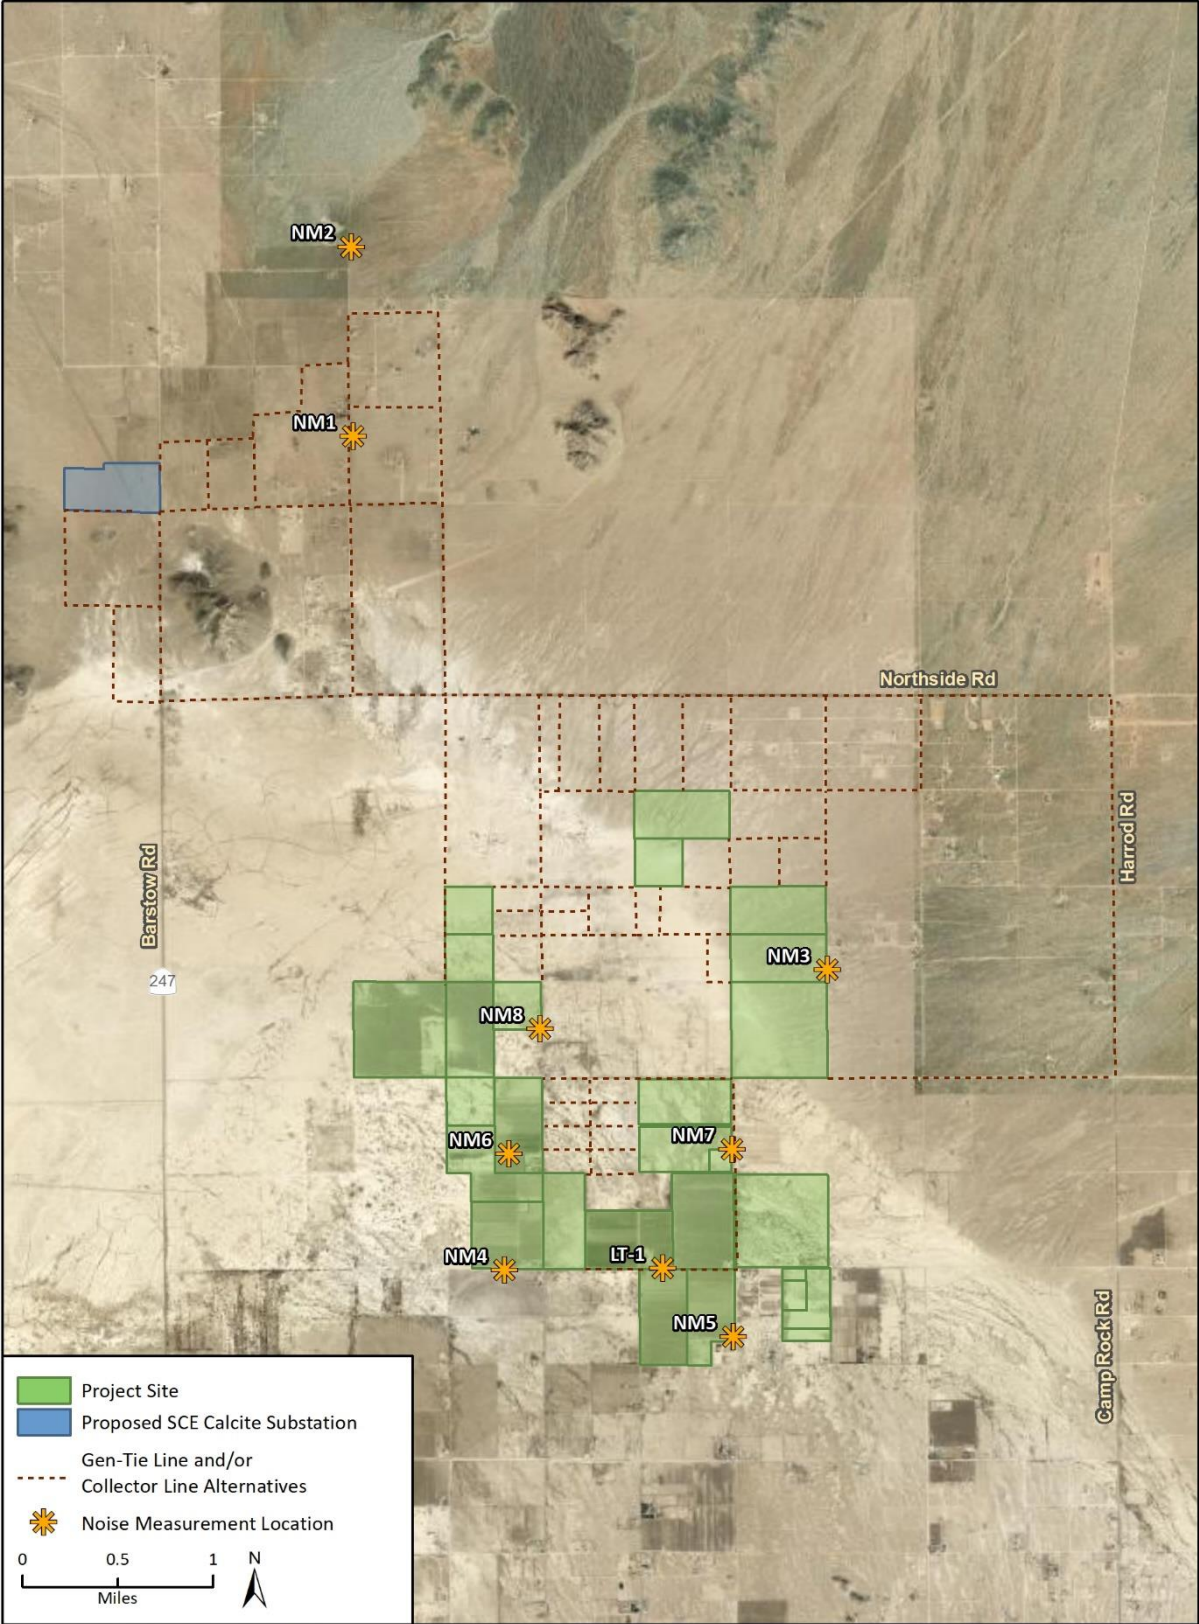 NM2
NM1
Northside Rd
Harrod Rd
Barstow Rd
247
NM3
NM8
NM6
NM7
NM4
LT-1
NM5
Camp Rock Rd
Project Site
Proposed SCE Calcite Substation
Gen-Tie Line and/or
Collector Line Alternatives
Noise Measurement Location
0 0.5 1
Miles
N